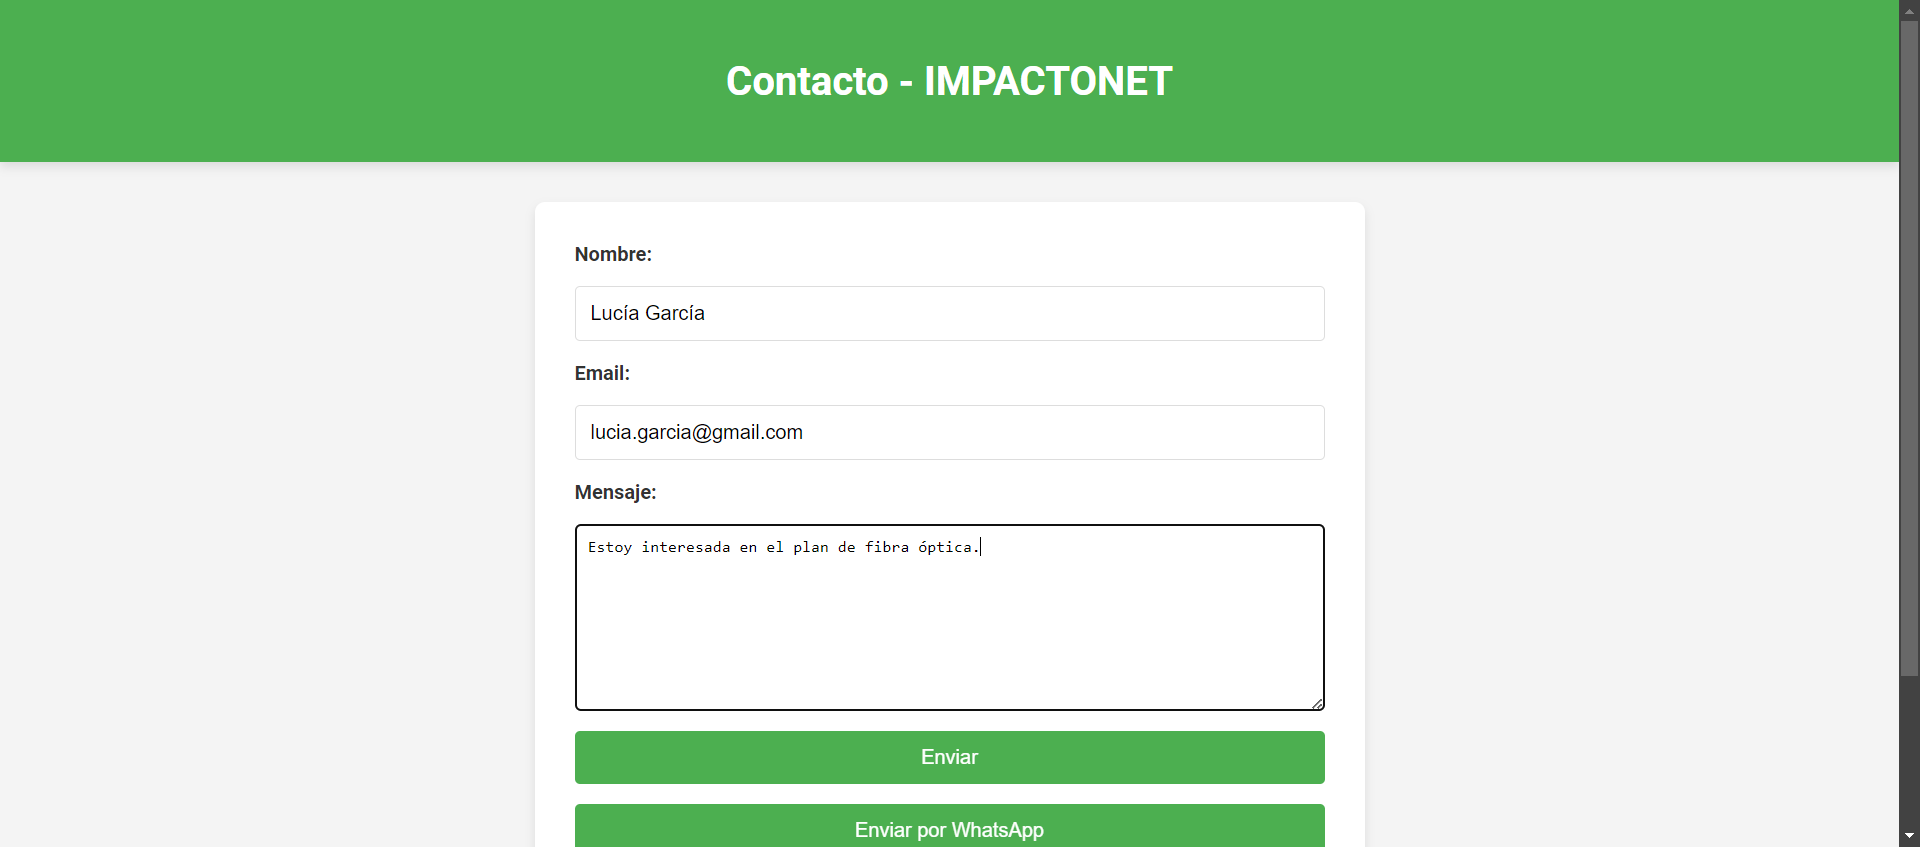 Contacto - IMPACTONET
Nombre:
Lucía García
Email:
lucia.garcia@gmail.com
Mensaje:
Estoy interesada en el plan de fibra óptica.
Enviar
Enviar por WhatsApp